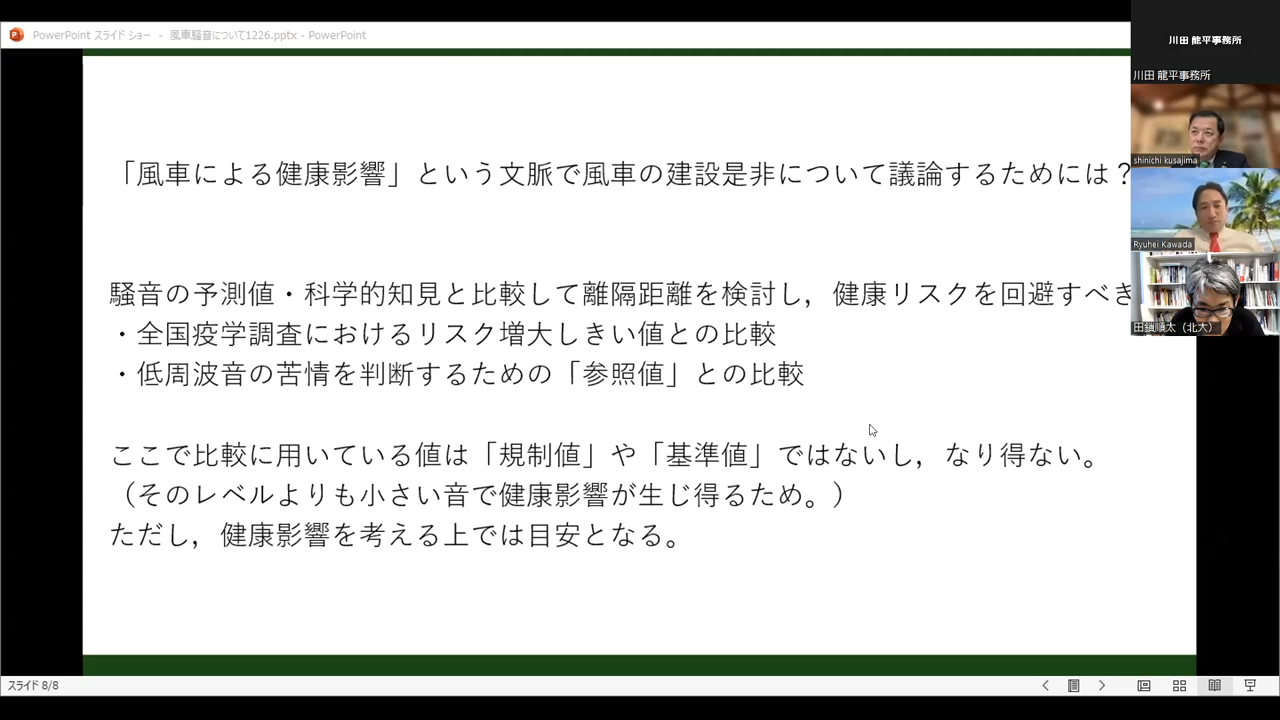 PowerPoint スライド ショー - 風車騒音について1226.pptx - PowerPoint
川田 龍平事務所
川田 龍平事務所
shinichi kusajima
Ryuhei Kawada
田鎖順太（北大）
「風車による健康影響」という文脈で風車の建設是非について議論するためには？
騒音の予測値・科学的知見と比較して離隔距離を検討し，健康リスクを回避すべき
・全国疫学調査におけるリスク増大しきい値との比較
・低周波音の苦情を判断するための「参照値」との比較
ここで比較に用いている値は「規制値」や「基準値」ではないし，なり得ない。
（そのレベルよりも小さい音で健康影響が生じ得るため。）
ただし，健康影響を考える上では目安となる。
スライド 8/8